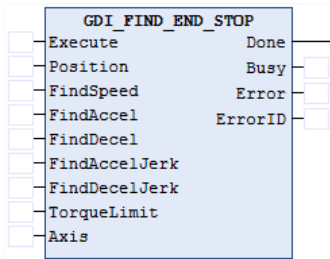 GDI_FIND_END_STOP
Execute Done
Position Busy
FindSpeed Error
FindAccel ErrorID
FindDecel
FindAccelJerk
FindDecelJerk
TorqueLimit
Axis